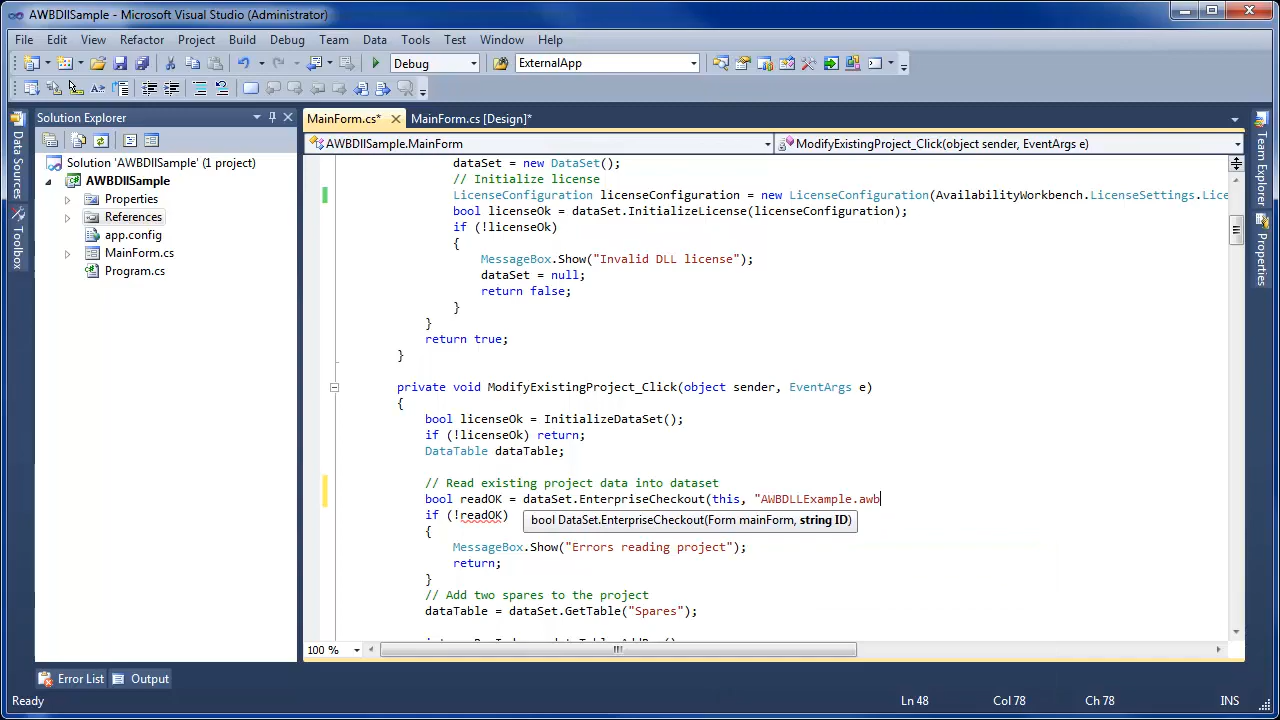 AWBDllSample - Microsoft Visual Studio (Administrator)
File Edit View Refactor Project Build Debug Team Data Tools Test Window Help
Debug ExternalApp
Solution Explorer
MainForm.cs* MainForm.cs [Design]*
AWBDllSample.MainForm ModifyExistingProject_Click(object sender, EventArgs e)
Data Sources
Toolbox
Team Explorer
Properties
Solution 'AWBDllSample' (1 project)
AWBDllSample
Properties
References
app.config
MainForm.cs
Program.cs
dataSet = new DataSet();
// Initialize license
LicenseConfiguration licenseConfiguration = new LicenseConfiguration(AvailabilityWorkbench.LicenseSettings.Lice
bool licenseOk = dataSet.InitializeLicense(licenseConfiguration);
if (!licenseOk)
{
MessageBox.Show("Invalid DLL license");
dataSet = null;
return false;
}
}
return true;
}
private void ModifyExistingProject_Click(object sender, EventArgs e)
{
bool licenseOk = InitializeDataSet();
if (!licenseOk) return;
DataTable dataTable;
// Read existing project data into dataset
bool readOK = dataSet.EnterpriseCheckout(this, "AWBDLLExample.awb
if (!readOK)
bool DataSet.EnterpriseCheckout(Form mainForm, string ID)
{
MessageBox.Show("Errors reading project");
return;
}
// Add two spares to the project
dataTable = dataSet.GetTable("Spares");
100 %
Error List Output
Ready Ln 48 Col 78 Ch 78 INS